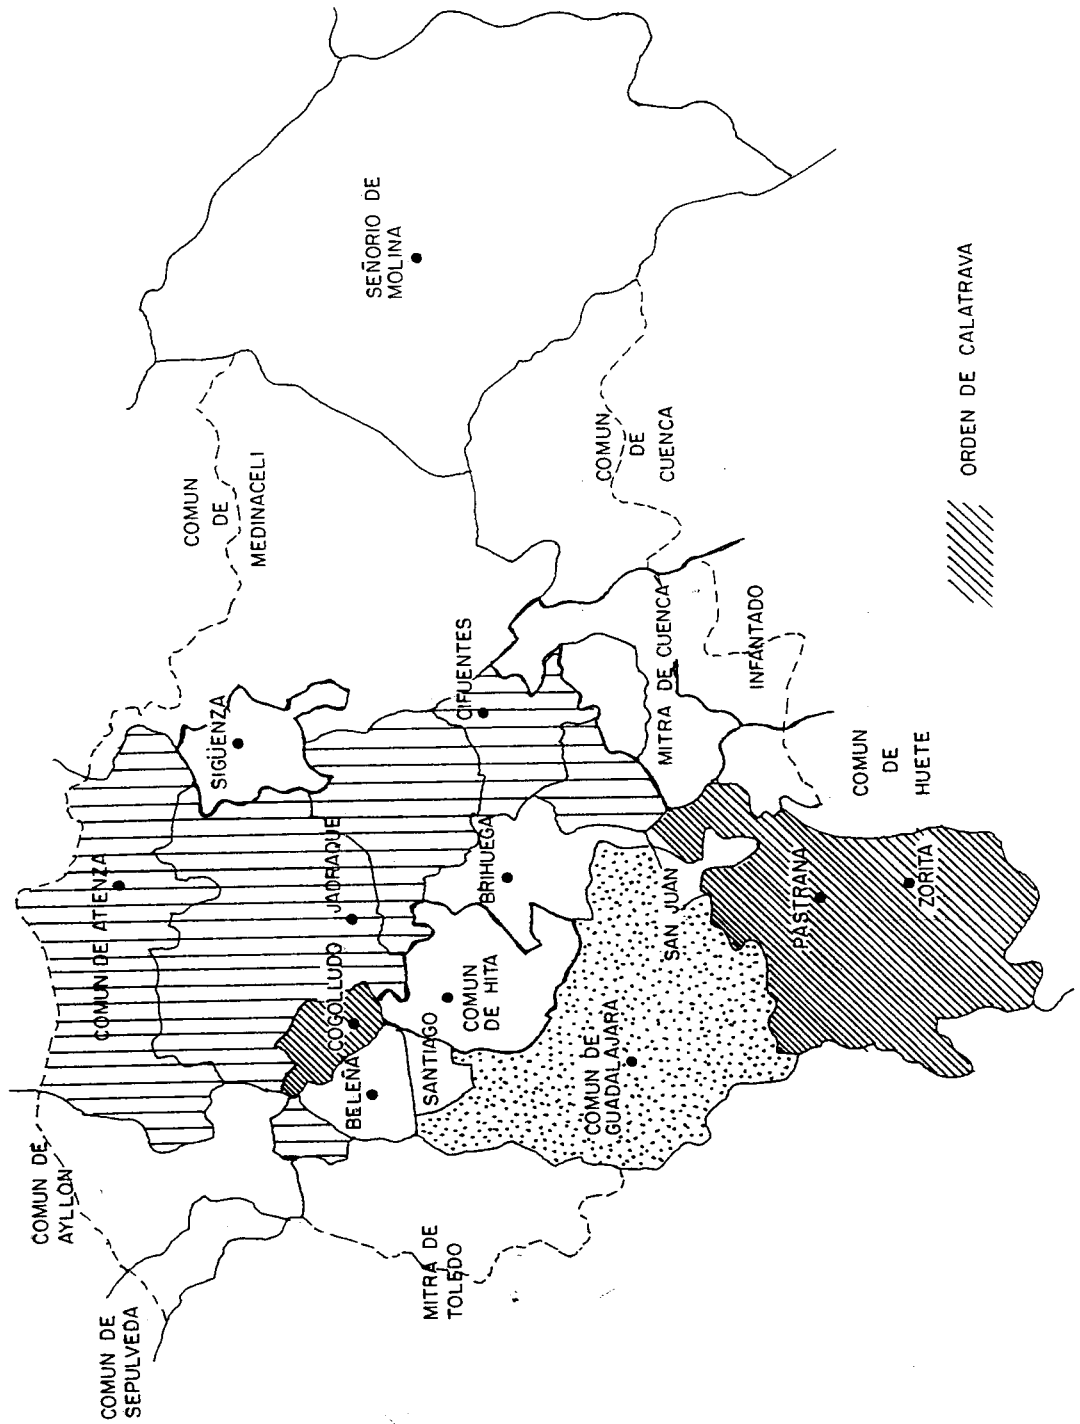 COMUN DE
SEPULVEDA
COMUN DE
AYLLÓN
COMUN DE ATIENZA
COMUN
DE
MEDINACELI
SIGÜENZA
SEÑORIO DE
MOLINA
COGOLLUDO
JADRAQUE
BELEÑA
MITRA DE
TOLEDO
SANTIAGO
COMUN
DE HITA
BRIHUEGA
CIFUENTES
COMUN
DE
CUENCA
COMUN DE
GUADALAJARA
SAN JUAN
MITRA DE CUENCA
INFANTADO
PASTRANA
ZORITA
COMUN
DE
HUETE
ORDEN DE CALATRAVA